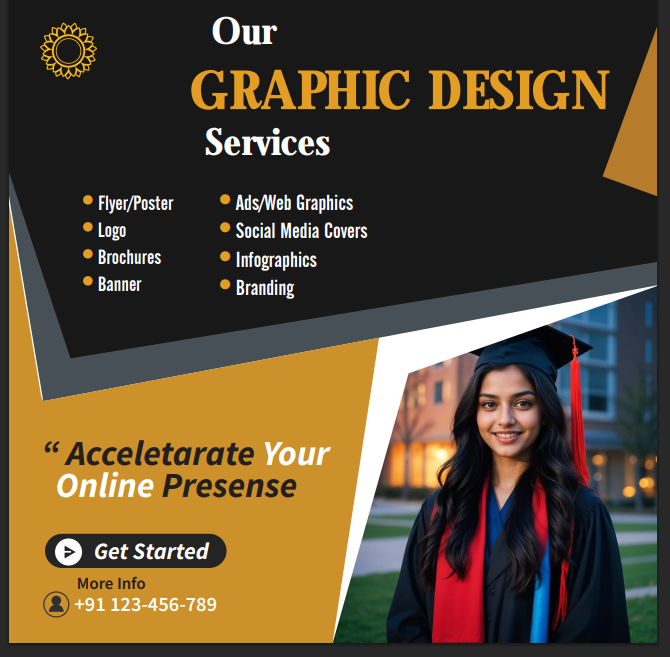 Our
GRAPHIC DESIGN
Services
Flyer/Poster
Logo
Brochures
Banner
Ads/Web Graphics
Social Media Covers
Infographics
Branding
“ Acceletarate Your
Online Presense
Get Started
More Info
+91 123-456-789